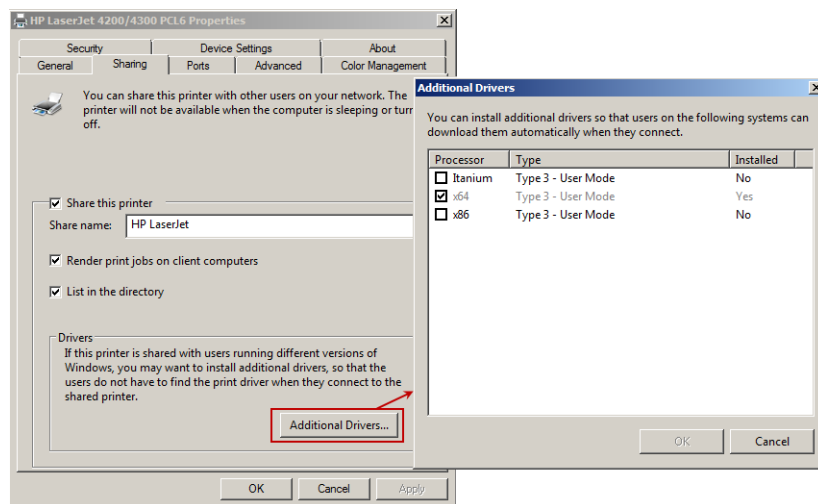 HP LaserJet 4200/4300 PCL6 Properties
Security Device Settings About
General Sharing Ports Advanced Color Management
You can share this printer with other users on your network. The
printer will not be available when the computer is sleeping or turr
off.
Share this printer
Share name: HP LaserJet
Render print jobs on client computers
List in the directory
Drivers
If this printer is shared with users running different versions of
Windows, you may want to install additional drivers, so that the
users do not have to find the print driver when they connect to the
shared printer.
Additional Drivers...
OK Cancel Apply
Additional Drivers
You can install additional drivers so that users on the following systems can
download them automatically when they connect.
Processor Type Installed
Itanium Type 3 - User Mode No
x64 Type 3 - User Mode Yes
x86 Type 3 - User Mode No
OK Cancel